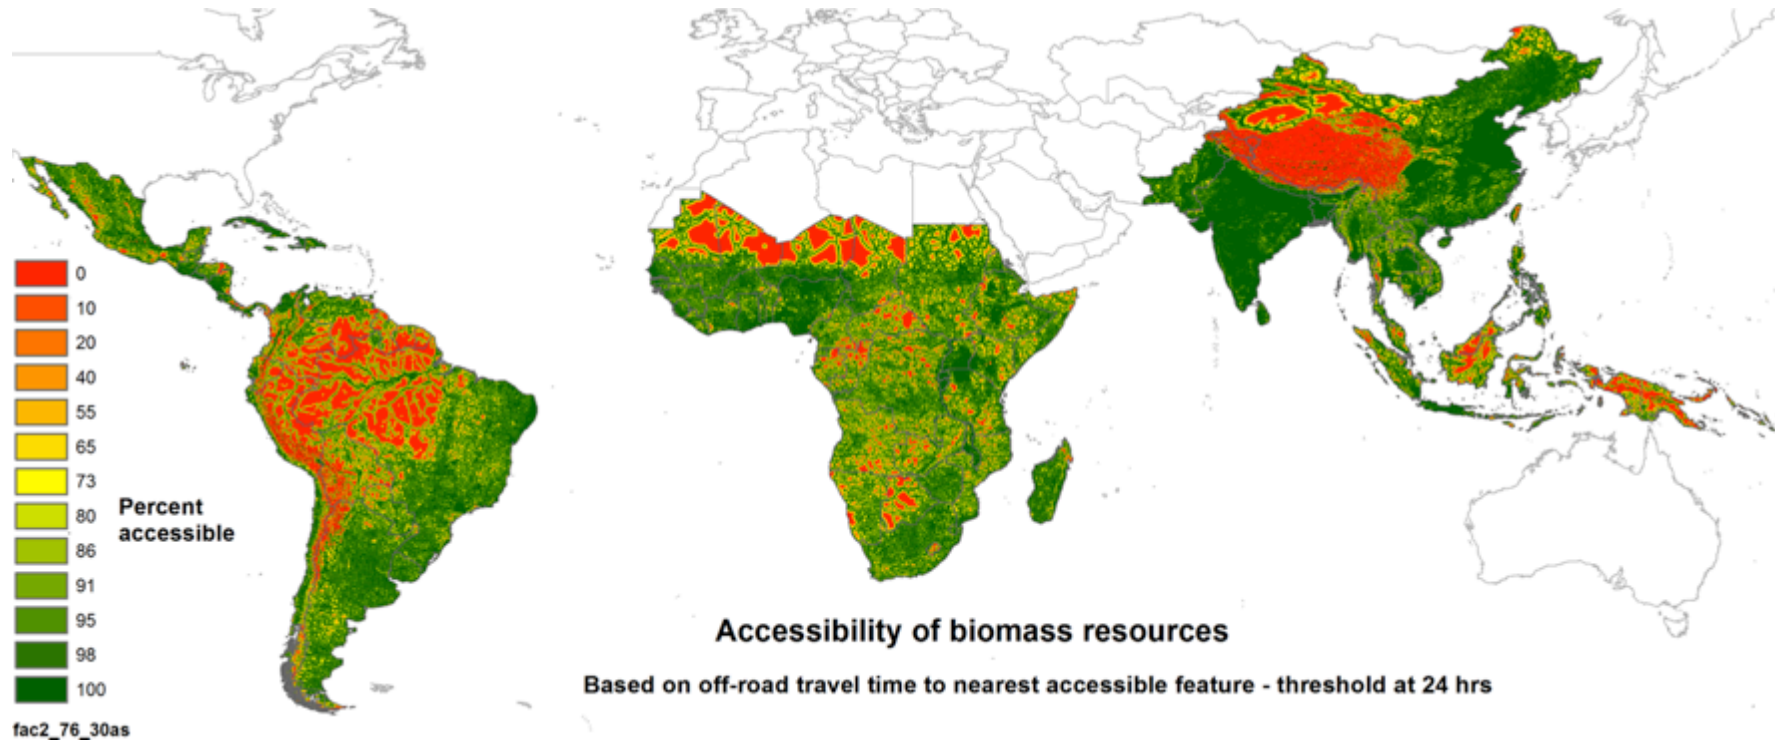 0
10
20
40
55
65
73
80
86
91
95
98
100
Percent
accessible
Accessibility of biomass resources
Based on off-road travel time to nearest accessible feature - threshold at 24 hrs
fac2_76_30as